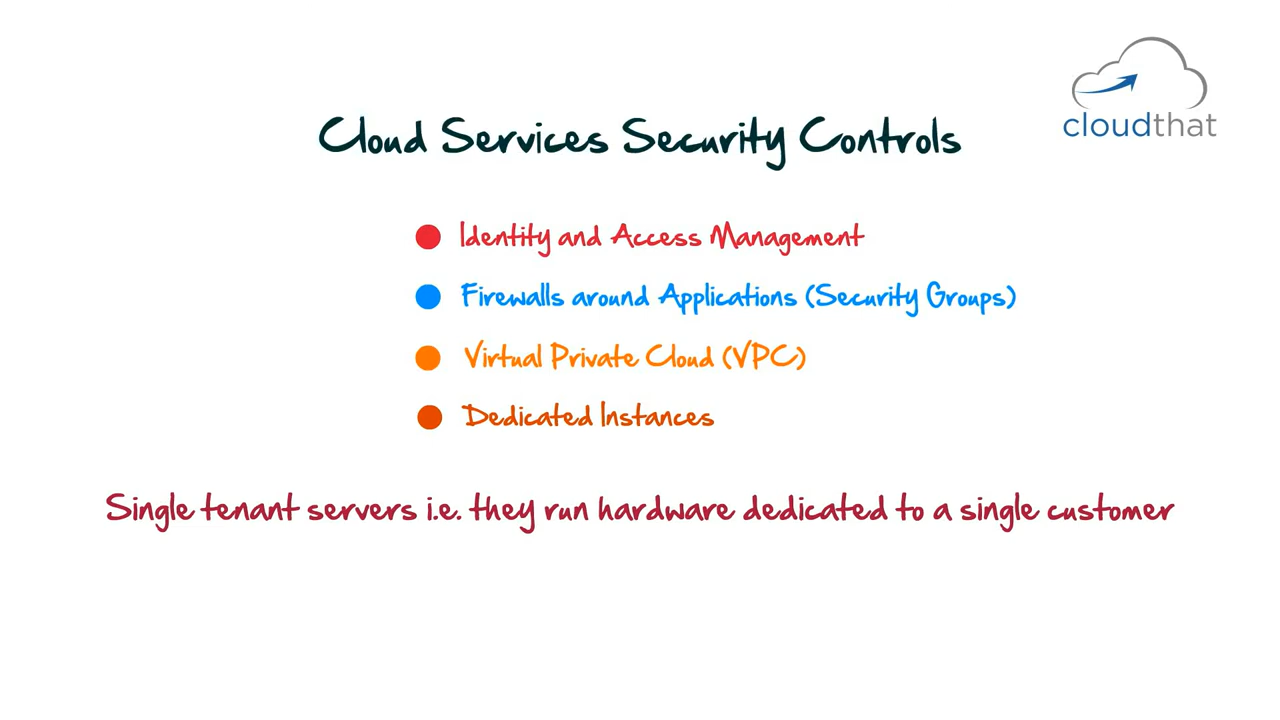 cloudthat
Cloud Services Security Controls
Identity and Access Management
Firewalls around Applications (Security Groups)
Virtual Private Cloud (VPC)
Dedicated Instances
Single tenant servers i.e. they run hardware dedicated to a single customer